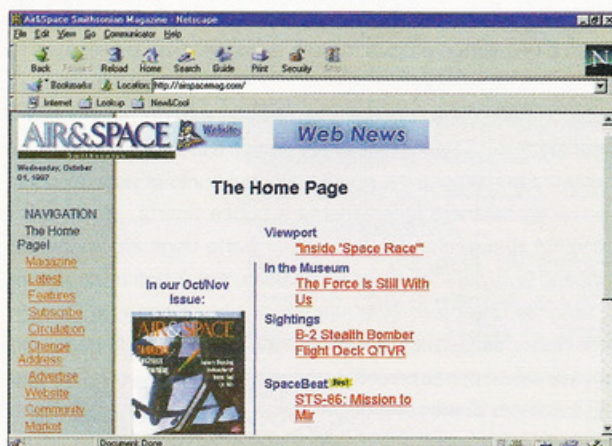 Air&Space Smithsonian Magazine - Netscape
File Edit View Go Communicator Help
Back Forward Reload Home Search Guide Print Security Stop
N
Bookmarks Location: http://airspacemag.com/
Internet Lookup New&Cool
AIR&SPACE Website
Smithsonian
Web News
Wednesday, October
01, 1997
The Home Page
NAVIGATION
The Home
Page!
Magazine
Latest
Features
Subscribe
Circulation
Change
Address
Advertise
Website
Community
Market
In our Oct/Nov
Issue:
AIR&SPACE
Viewport
"Inside 'Space Race'"
In the Museum
The Force Is Still With
Us
Sightings
B-2 Stealth Bomber
Flight Deck QTVR
SpaceBeat
STS-86: Mission to
Mir
Document: Done